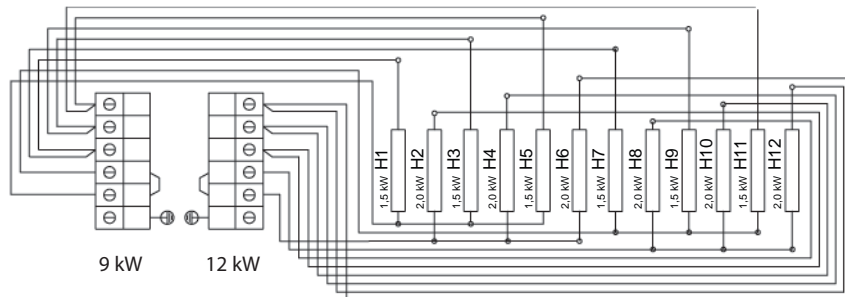 H1
1,5 kW
H2
2,0 kW
H3
1,5 kW
H4
2,0 kW
H5
1,5 kW
H6
2,0 kW
H7
1,5 kW
H8
2,0 kW
H9
1,5 kW
H10
2,0 kW
H11
1,5 kW
H12
2,0 kW
9 kW
12 kW